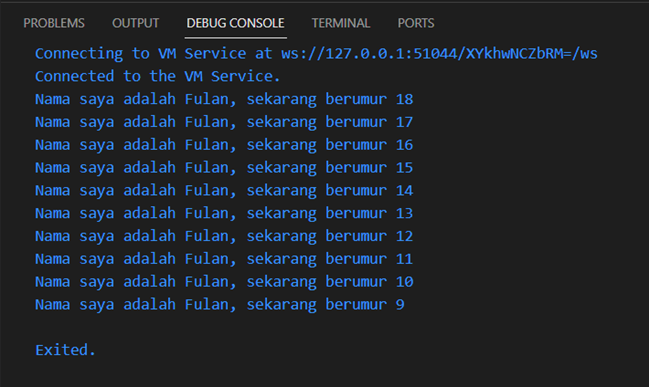 PROBLEMS OUTPUT DEBUG CONSOLE TERMINAL PORTS
Connecting to VM Service at ws://127.0.0.1:51044/XYkhwNCZbRM=/ws
Connected to the VM Service.
Nama saya adalah Fulan, sekarang berumur 18
Nama saya adalah Fulan, sekarang berumur 17
Nama saya adalah Fulan, sekarang berumur 16
Nama saya adalah Fulan, sekarang berumur 15
Nama saya adalah Fulan, sekarang berumur 14
Nama saya adalah Fulan, sekarang berumur 13
Nama saya adalah Fulan, sekarang berumur 12
Nama saya adalah Fulan, sekarang berumur 11
Nama saya adalah Fulan, sekarang berumur 10
Nama saya adalah Fulan, sekarang berumur 9
Exited.